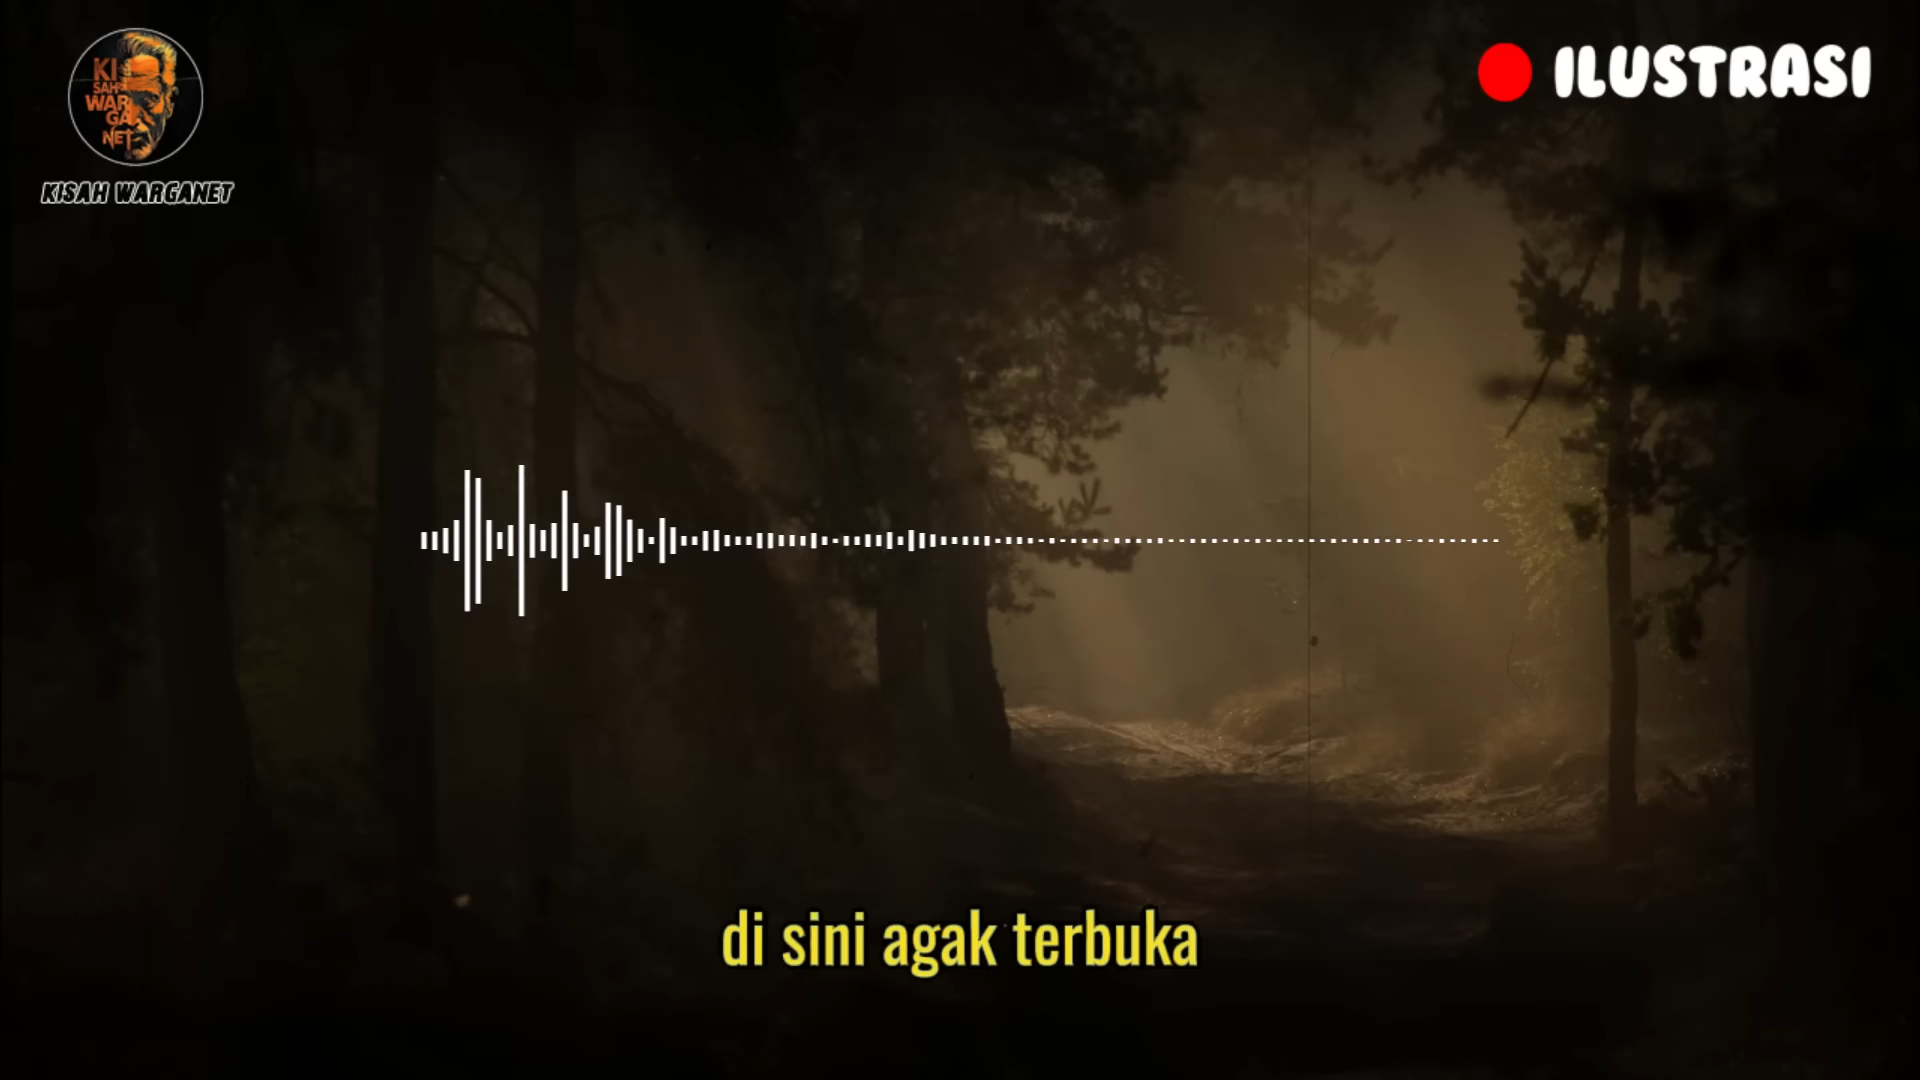 KI
SAH
WAR
GA
NET
KISAH WARGANET
ILUSTRASI
di sini agak terbuka